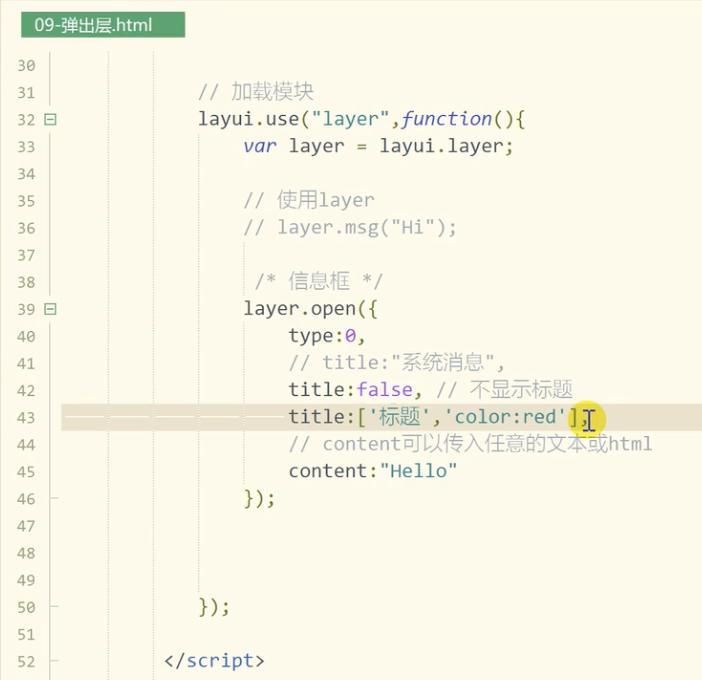 09-弹出层.html
30
31 // 加载模块
32 layui.use("layer",function(){
33 var layer = layui.layer;
34
35 // 使用layer
36 // layer.msg("Hi");
37
38 /* 信息框 */
39 layer.open({
40 type:0,
41 // title:"系统消息",
42 title:false, // 不显示标题
43 title:['标题','color:red'],
44 // content可以传入任意的文本或html
45 content:"Hello"
46 });
47
48
49
50 });
51
52 </script>